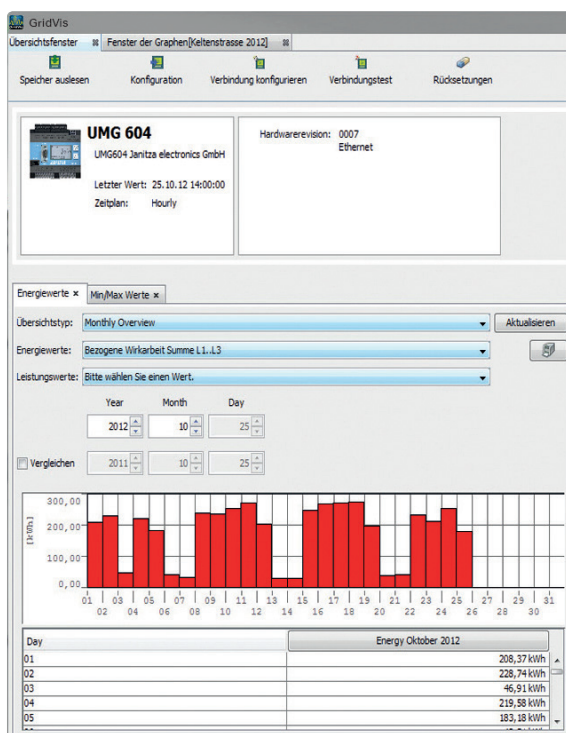 GridVis
Übersichtsfenster Fenster der Graphen[Keltenstrasse 2012]
Speicher auslesen Konfiguration Verbindung konfigurieren Verbindungstest Rücksetzungen
UMG 604
UMG604 Janitza electronics GmbH
Letzter Wert: 25.10.12 14:00:00
Zeitplan: Hourly
Hardwarerevision: 0007
Ethernet
Energiewerte × Min/Max Werte ×
Übersichtstyp: Monthly Overview Aktualisieren
Energiewerte: Bezogene Wirkarbeit Summe L1..L3
Leistungswerte: Bitte wählen Sie einen Wert.
Year Month Day
2012 10 25
Vergleichen 2011 10 25
[kWh]
300,00
200,00
100,00
0,00
01 03 05 07 09 11 13 15 17 19 21 23 25 27 29 31
02 04 06 08 10 12 14 16 18 20 22 24 26 28 30
Day Energy Oktober 2012
01 208,37 kWh
02 228,74 kWh
03 46,91 kWh
04 219,58 kWh
05 183,18 kWh